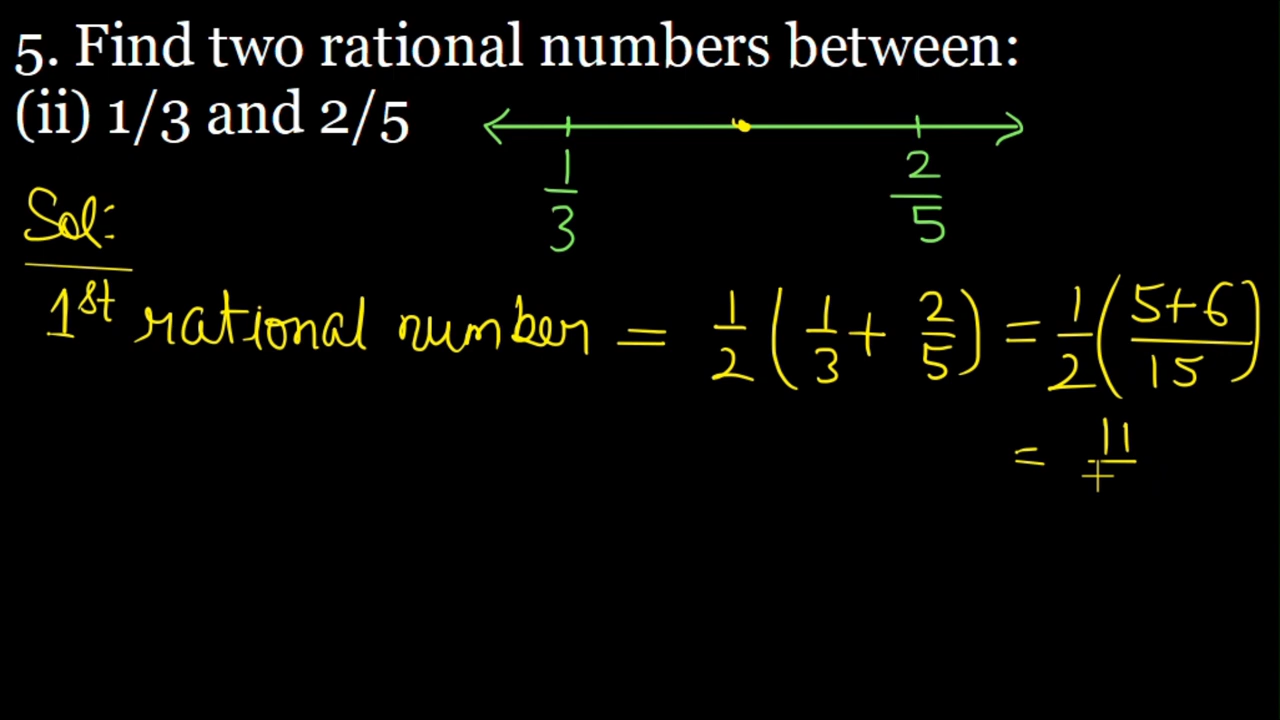 5. Find two rational numbers between:
(ii) 1/3 and 2/5
1/3 2/5
Sol:
1st rational number = 1/2 (1/3 + 2/5) = 1/2 (5+6/15)
= 11